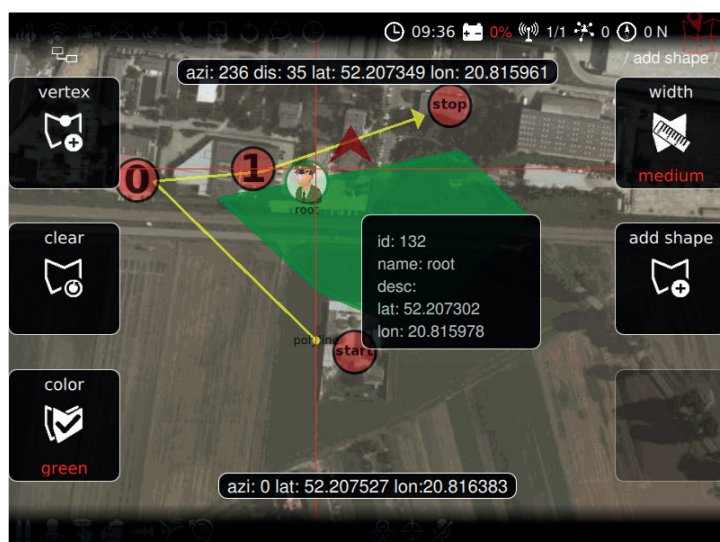 09:36 0% 1/1 0 0 N
/ add shape /
azi: 236 dis: 35 lat: 52.207349 lon: 20.815961
vertex
width
medium
stop
0
1
root
clear
add shape
id: 132
name: root
desc:
lat: 52.207302
lon: 20.815978
polyline
start
color
green
azi: 0 lat: 52.207527 lon:20.816383